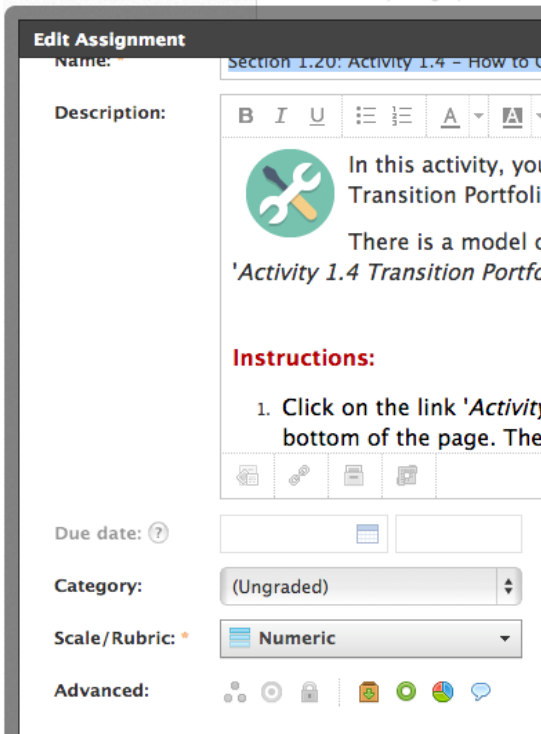 Edit Assignment
Name: *
Section 1.20: Activity 1.4 – How to
Description:
B I U A A
In this activity, you
Transition Portfoli
There is a model
'Activity 1.4 Transition Portfo
Instructions:
1. Click on the link 'Activity
bottom of the page. The
Due date: ?
Category:
(Ungraded)
Scale/Rubric: *
Numeric
Advanced: